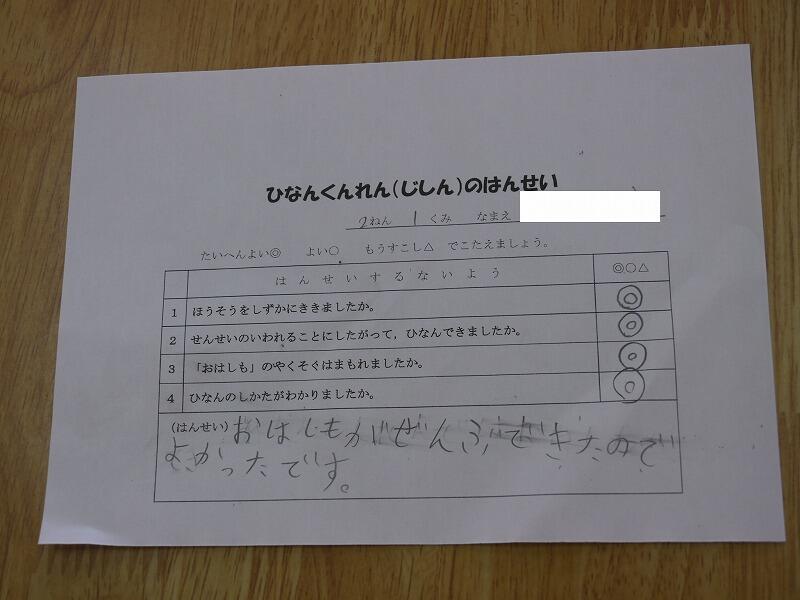 ひなんくんれん(じしん)のはんせい
2ねん 1くみ なまえ
たいへんよい◎ よい○ もうすこし△ でこたえましょう。
はんせいするないよう ◎○△
1 ほうそうをしずかにききましたか。 ◎
2 せんせいのいわれることにしたがって，ひなんできましたか。 ◎
3 「おはしも」のやくそくはまもれましたか。 ◎
4 ひなんのしかたがわかりましたか。 ◎
(はんせい) おはしもがぜんぶできたので
よかったです。